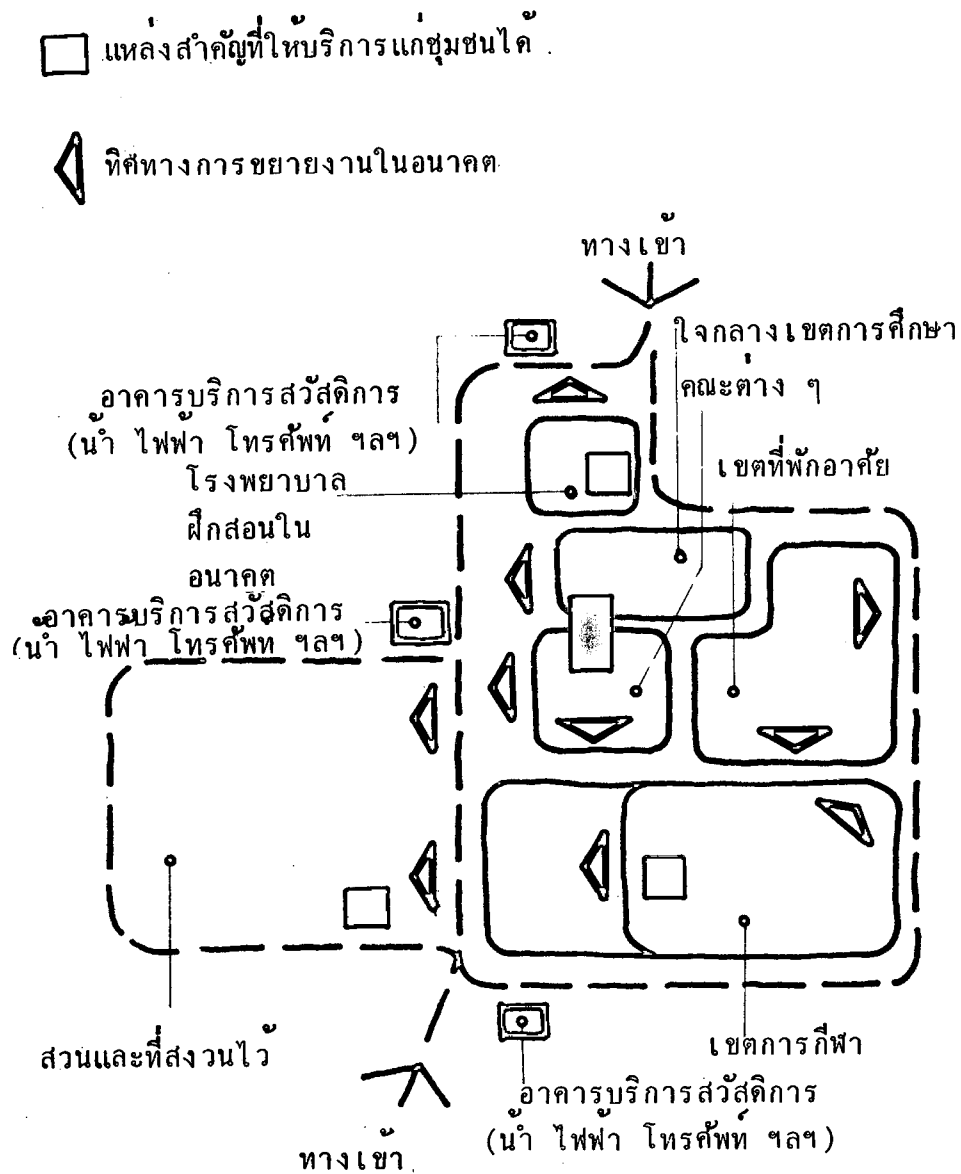 แหล่งสำคัญที่ให้บริการแก่ชุมชนได้
ทิศทางการขยายงานในอนาคต
ทางเข้า
ใจกลางเขตการศึกษา
คณะต่าง ๆ
อาคารบริการสวัสดิการ
(น้ำ ไฟฟ้า โทรศัพท์ ฯลฯ)
เขตที่พักอาศัย
โรงพยาบาล
ฝึกสอนใน
อนาคต
อาคารบริการสวัสดิการ
(น้ำ ไฟฟ้า โทรศัพท์ ฯลฯ)
สวนและที่สงวนไว้
เขตการกีฬา
อาคารบริการสวัสดิการ
(น้ำ ไฟฟ้า โทรศัพท์ ฯลฯ)
ทางเข้า